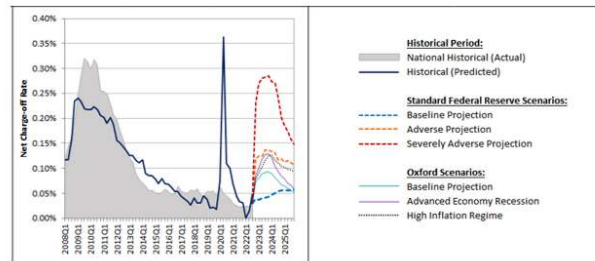 0.40%
0.35%
0.30%
0.25%
0.20%
0.15%
0.10%
0.05%
0.00%
Net Charge-off Rate
2008Q1
2009Q1
2010Q1
2011Q1
2012Q1
2013Q1
2014Q1
2015Q1
2016Q1
2017Q1
2018Q1
2019Q1
2020Q1
2021Q1
2022Q1
2023Q1
2024Q1
2025Q1
Historical Period:
National Historical (Actual)
Historical (Predicted)
Standard Federal Reserve Scenarios:
Baseline Projection
Adverse Projection
Severely Adverse Projection
Oxford Scenarios:
Baseline Projection
Advanced Economy Recession
High Inflation Regime